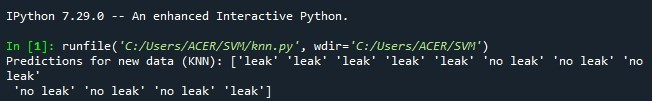 IPython 7.29.0 -- An enhanced Interactive Python.
In [1]: runfile('C:/Users/ACER/SVM/knn.py', wdir='C:/Users/ACER/SVM')
Predictions for new data (KNN): ['leak' 'leak' 'leak' 'leak' 'leak' 'no leak' 'no leak' 'no
leak'
'no leak' 'no leak' 'no leak' 'leak']